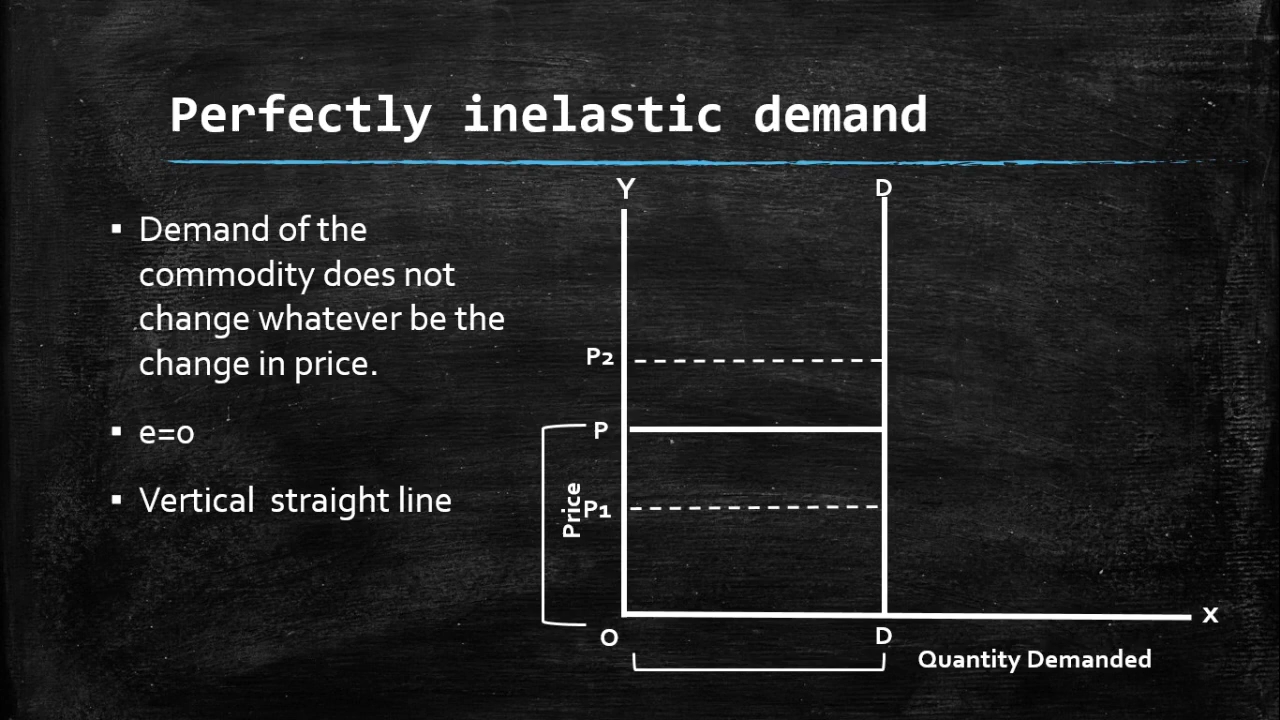 Perfectly inelastic demand
▪ Demand of the
commodity does not
change whatever be the
change in price.
▪ e=0
▪ Vertical straight line
Y
D
P2
P
Price
P1
O
D
X
Quantity Demanded